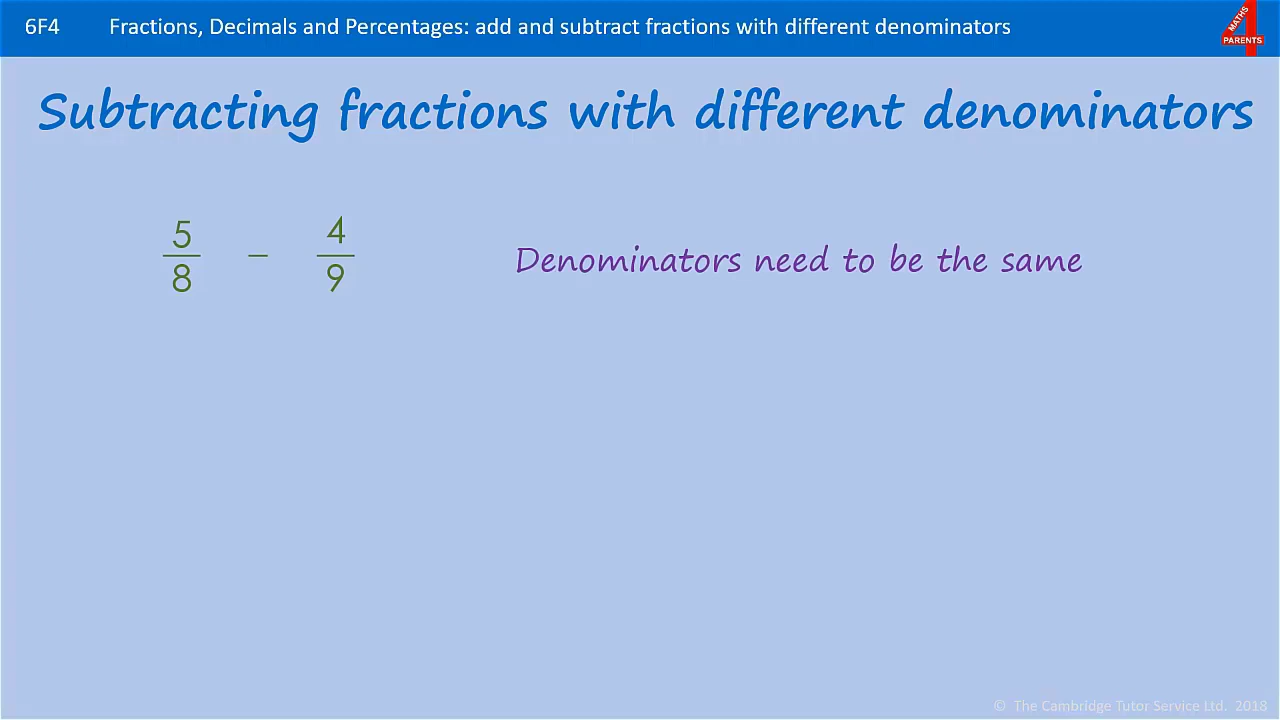 6F4 Fractions, Decimals and Percentages: add and subtract fractions with different denominators
MATHS
4
PARENTS
Subtracting fractions with different denominators
5/8 – 4/9
Denominators need to be the same
© The Cambridge Tutor Service Ltd. 2018